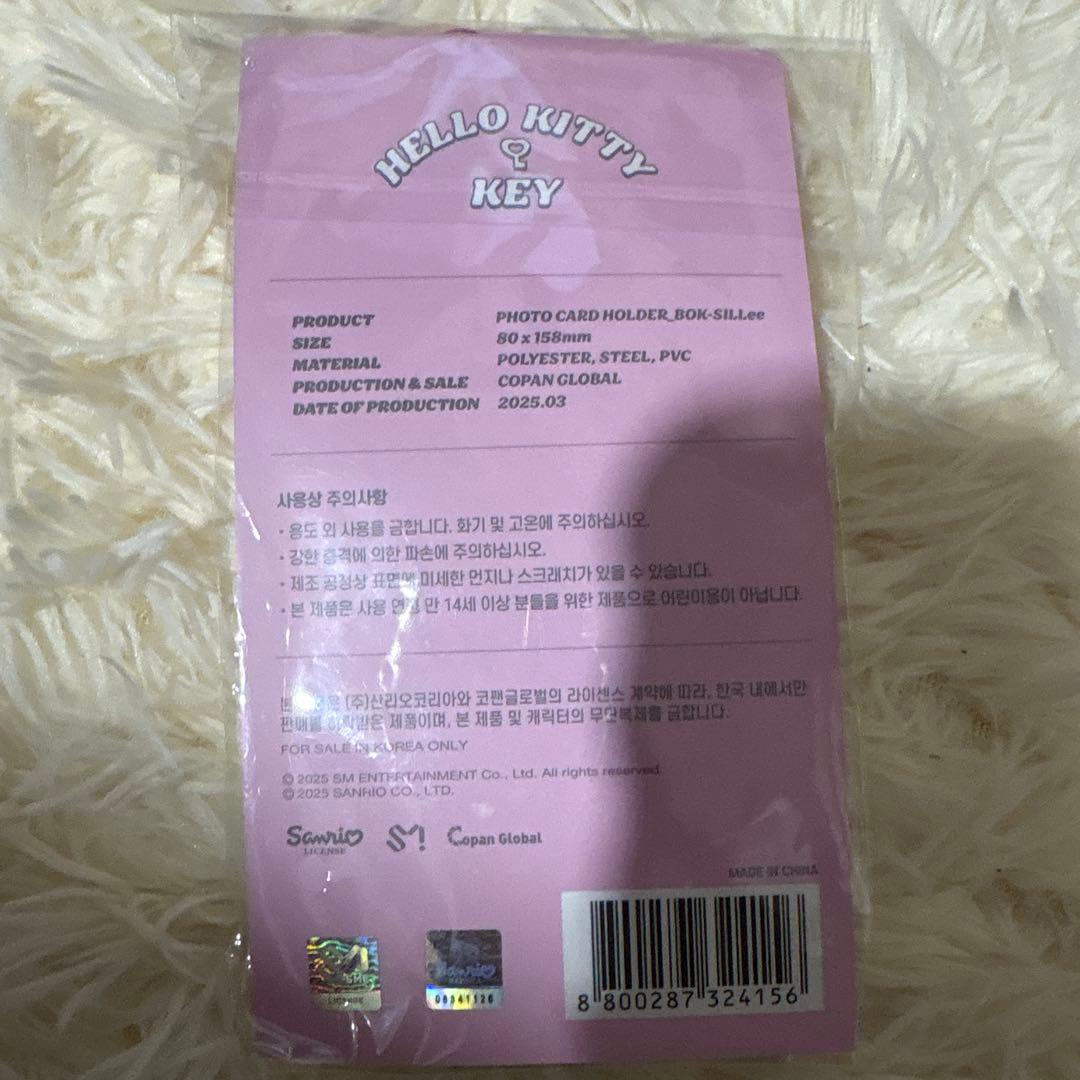 HELLO KITTY
KEY
PRODUCT PHOTO CARD HOLDER_BOK-SILLee
SIZE 80 x 158mm
MATERIAL POLYESTER, STEEL, PVC
PRODUCTION & SALE COPAN GLOBAL
DATE OF PRODUCTION 2025.03
사용상 주의사항
· 용도 외 사용을 금합니다. 화기 및 고온에 주의하십시오.
· 강한 충격에 의한 파손에 주의하십시오.
· 제조 공정상 표면에 미세한 먼지나 스크래치가 있을 수 있습니다.
· 본 제품은 사용 연령 만 14세 이상 분들을 위한 제품으로 어린이용이 아닙니다.
본 (주)산리오코리아와 코팬글로벌의 라이센스 계약에 따라, 한국 내에서만
판매를 허락받은 제품이며, 본 제품 및 캐릭터의 무단복제를 금합니다.
FOR SALE IN KOREA ONLY
© 2025 SM ENTERTAINMENT Co., Ltd. All rights reserved.
© 2025 SANRIO CO., LTD.
Sanrio SM! Copan Global
LICENSE
MADE IN CHINA
LICENSE
Sanrio
06341126
8 800287 324156